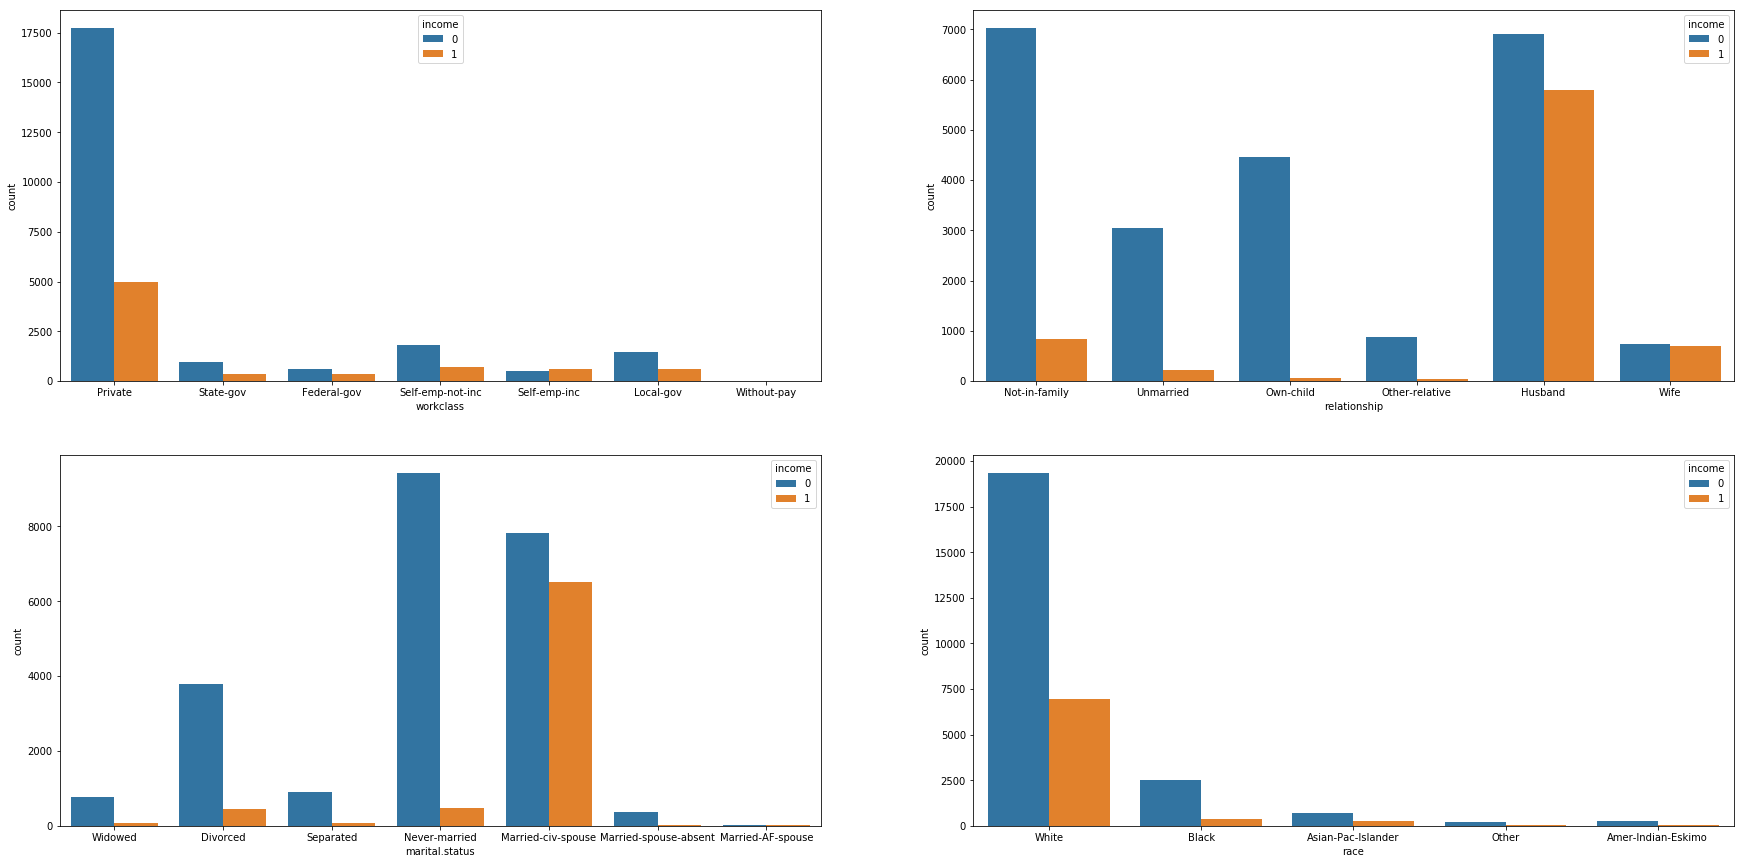 income
0
1
17500
15000
12500
10000
7500
5000
2500
0
count
Private State-gov Federal-gov Self-emp-not-inc Self-emp-inc Local-gov Without-pay
workclass
income
0
1
7000
6000
5000
4000
3000
2000
1000
0
count
Not-in-family Unmarried Own-child Other-relative Husband Wife
relationship
income
0
1
8000
6000
4000
2000
0
count
Widowed Divorced Separated Never-married Married-civ-spouse Married-spouse-absent Married-AF-spouse
marital.status
income
0
1
20000
17500
15000
12500
10000
7500
5000
2500
0
count
White Black Asian-Pac-Islander Other Amer-Indian-Eskimo
race